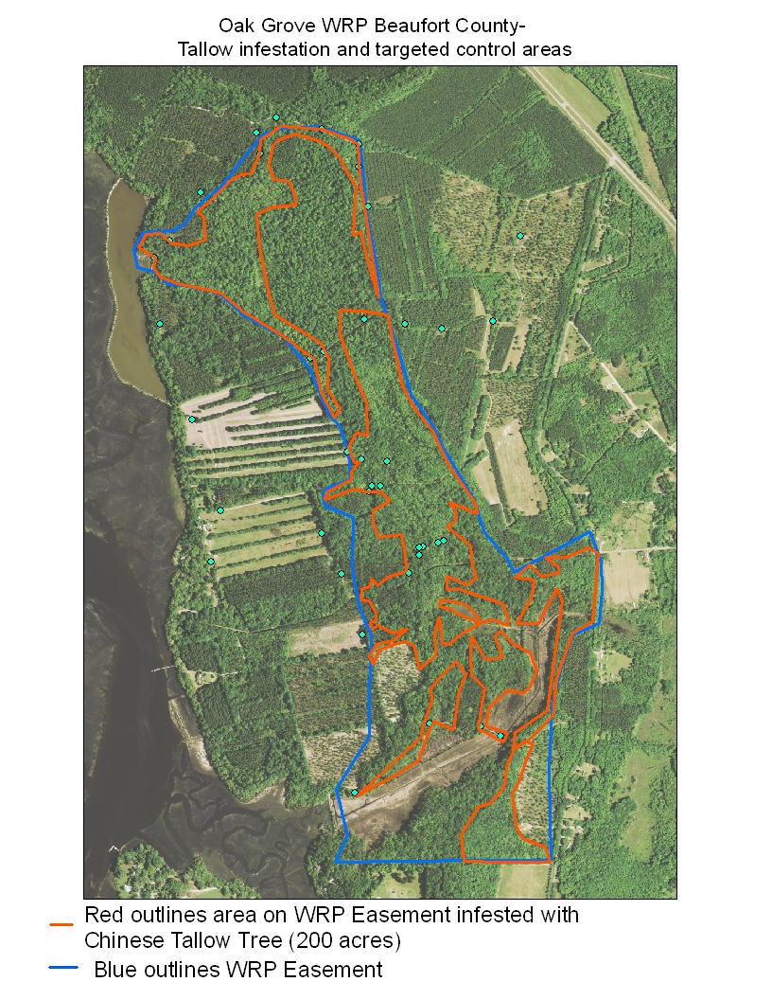 Oak Grove WRP Beaufort County-
Tallow infestation and targeted control areas
Red outlines area on WRP Easement infested with
Chinese Tallow Tree (200 acres)
Blue outlines WRP Easement